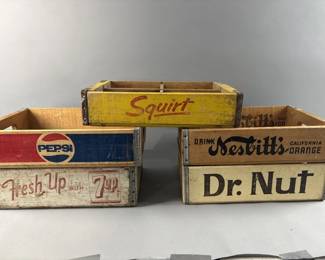 Squirt
PEPSI
Fresh Up with 7up
DRINK Nesbitt's CALIFORNIA ORANGE
Dr. Nut